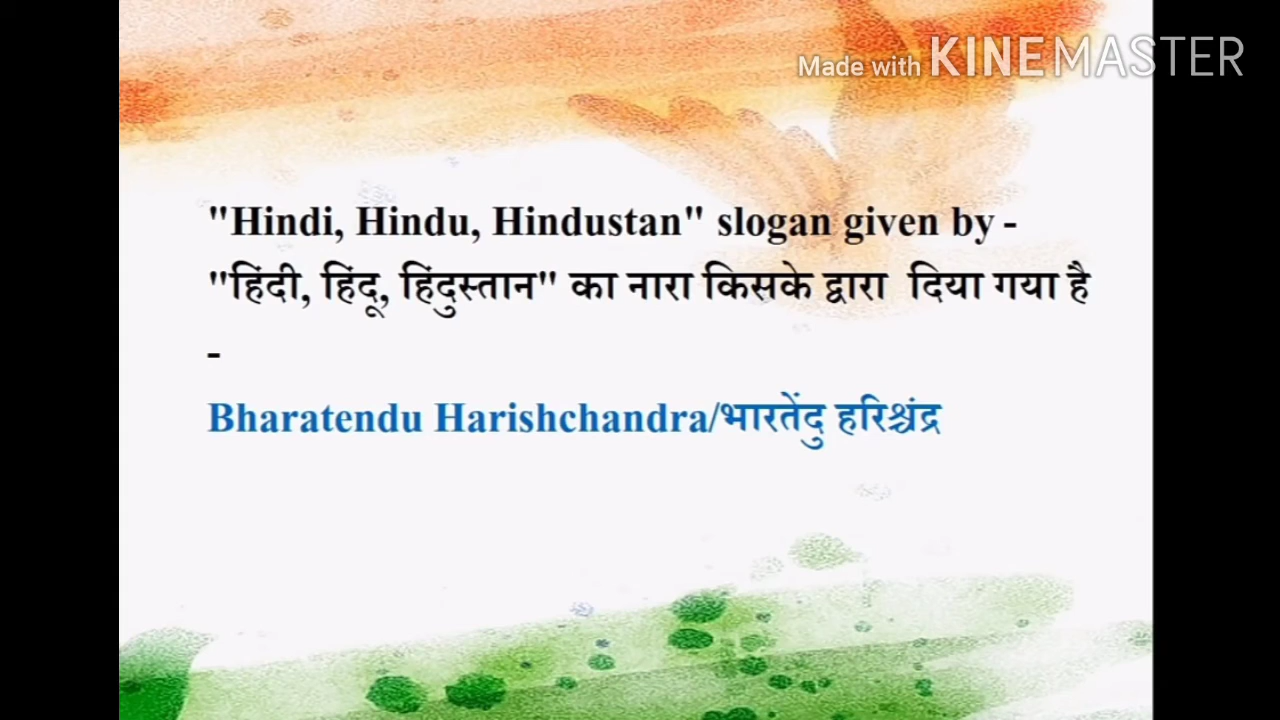 Made with KINEMASTER
"Hindi, Hindu, Hindustan" slogan given by -
"हिंदी, हिंदू, हिंदुस्तान" का नारा किसके द्वारा दिया गया है
-
Bharatendu Harishchandra/भारतेंदु हरिश्चंद्र